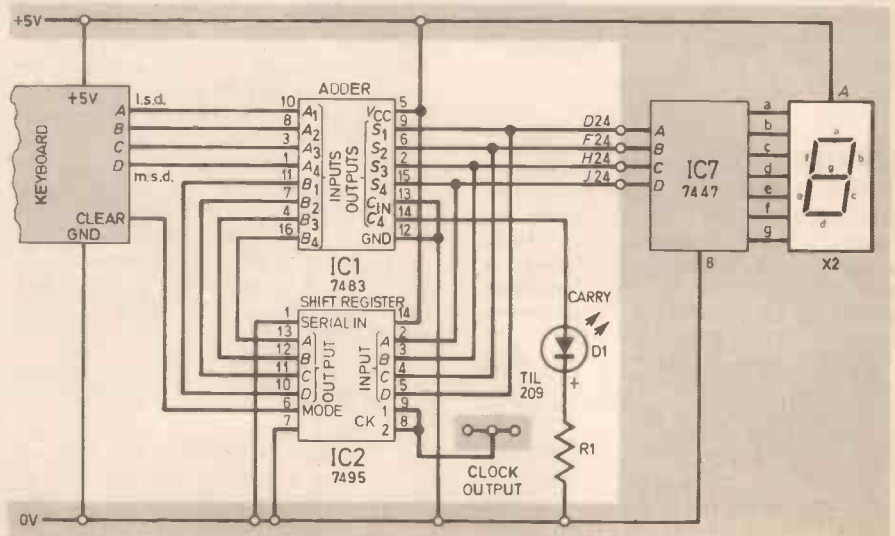 +5V
KEYBOARD
+5V
A l.s.d.
B
C
D m.s.d.
CLEAR
GND
ADDER
10 A1
8 A2
3 A3
1 A4
11 B1
7 B2
4 B3
16 B4
INPUTS
OUTPUTS
VCC 5
S1 9
S2 6
S3 2
S4 15
CIN 13
C4 14
GND 12
IC1
7483
SHIFT REGISTER
1 SERIAL IN
13 A
12 B
11 C
10 D
OUTPUT
6 MODE
7
14
INPUT
A 2
B 3
C 4
D 5
CK
1 9
2 8
IC2
7495
CLOCK
OUTPUT
CARRY
D1
TIL
209
+
R1
D24 A
F24 B
H24 C
J24 D
IC7
7447
8
a
b
c
d
e
f
g
A
a
f b
g
e c
d
X2
0V